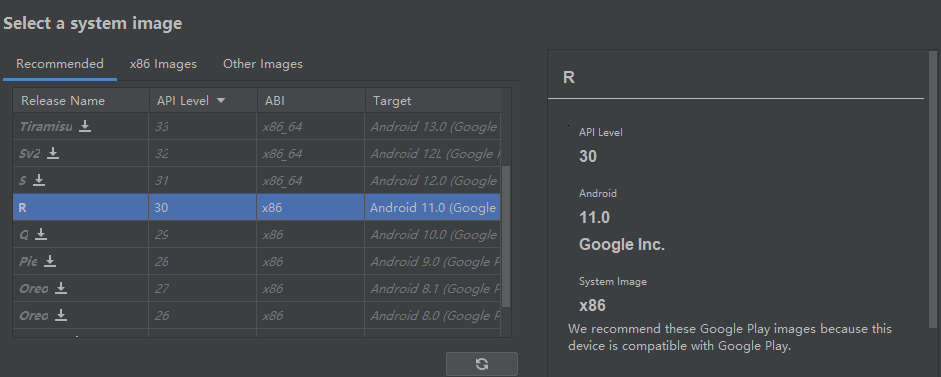 Select a system image
Recommended x86 Images Other Images
Release Name API Level ABI Target
Tiramisu 33 x86_64 Android 13.0 (Google
Sv2 32 x86_64 Android 12L (Google
S 31 x86_64 Android 12.0 (Google
R 30 x86 Android 11.0 (Google
Q 29 x86 Android 10.0 (Google
Pie 28 x86 Android 9.0 (Google P
Oreo 27 x86 Android 8.1 (Google P
Oreo 26 x86 Android 8.0 (Google P
R
API Level
30
Android
11.0
Google Inc.
System Image
x86
We recommend these Google Play images because this
device is compatible with Google Play.